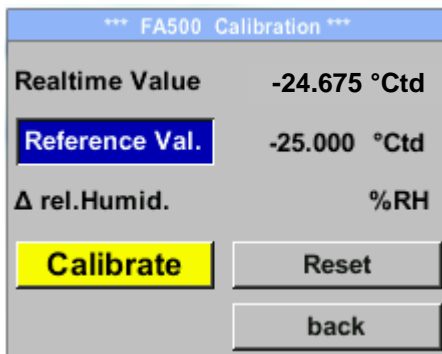 *** FA500 Calibration ***
Realtime Value -24.675 °Ctd
Reference Val. -25.000 °Ctd
Δ rel.Humid. %RH
Calibrate Reset
back